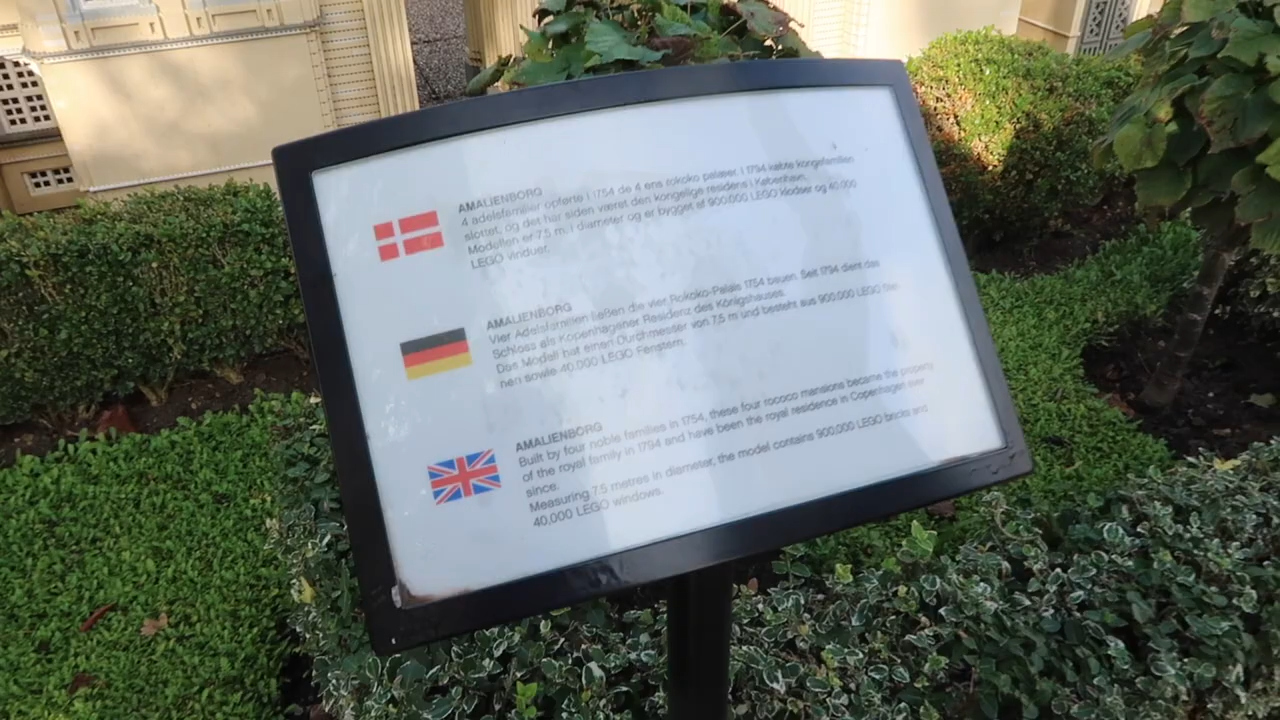 AMALIENBORG
4 adelsfamilier opførte i 1754 de 4 ens rokoko palæer. I 1794 købte kongefamilien
slottet, og det har siden været den kongelige residens i København.
Modellen er 7,5 m. i diameter og er bygget af 900.000 LEGO klodser og 40.000
LEGO vinduer.
AMALIENBORG
Vier Adelsfamilien ließen die vier Rokoko-Palais 1754 bauen. Seit 1794 dient das
Schloss als Kopenhagener Residenz des Königshauses.
Das Modell hat einen Durchmesser von 7,5 m und besteht aus 900.000 LEGO Stei-
nen sowie 40.000 LEGO Fenstern.
AMALIENBORG
Built by four noble families in 1754, these four rococo mansions became the property
of the royal family in 1794 and have been the royal residence in Copenhagen ever
since.
Measuring 7.5 metres in diameter, the model contains 900,000 LEGO bricks and
40,000 LEGO windows.